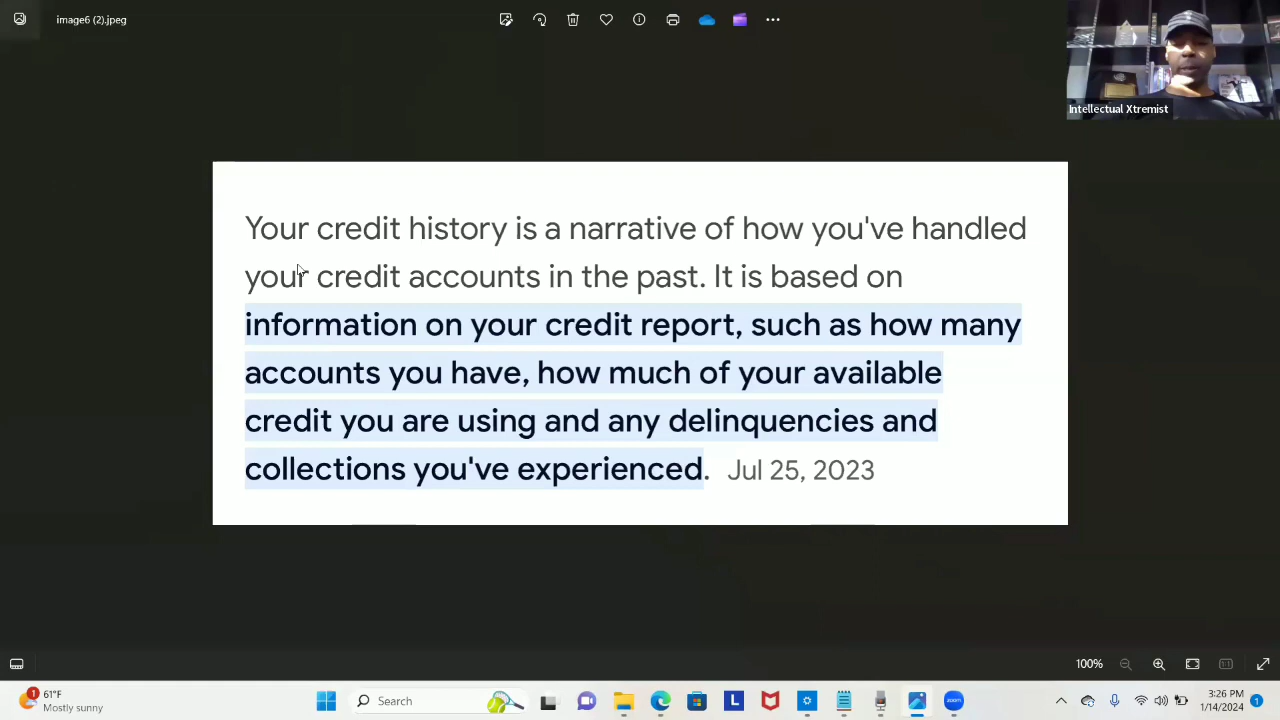 image6 (2).jpeg
Intellectual Xtremist
Your credit history is a narrative of how you've handled
your credit accounts in the past. It is based on
information on your credit report, such as how many
accounts you have, how much of your available
credit you are using and any delinquencies and
collections you've experienced. Jul 25, 2023
100%
1
61°F
Mostly sunny
Search
L
zoom
3:26 PM
1/14/2024
1